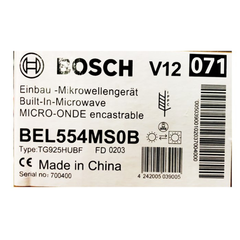 BOSCH V12 071
Einbau -Mikrowellengerät
Built-In-Microwave
MICRO-ONDE encastrable
BEL554MS0B
Type:TG925HUBF FD 0203
Made in China
Serial no: 700400
4 242005 039005